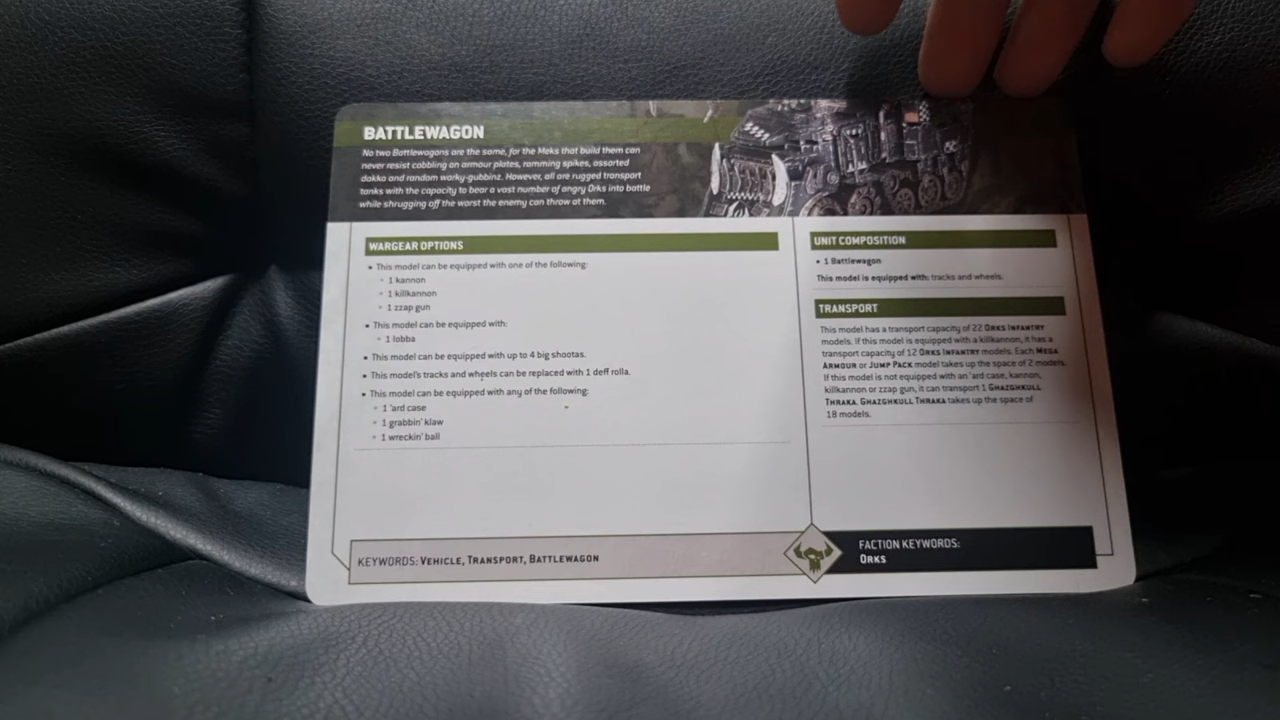 BATTLEWAGON
No two Battlewagons are the same, for the Meks that build them can
never resist cobbling on armour plates, ramming spikes, assorted
dakka and random warky-gubbinz. However, all are rugged transport
tanks with the capacity to bear a vast number of angry Orks into battle
while shrugging off the worst the enemy can throw at them.
WARGEAR OPTIONS
▪ This model can be equipped with one of the following:
◦ 1 kannon
◦ 1 killkannon
◦ 1 zzap gun
▪ This model can be equipped with:
◦ 1 lobba
▪ This model can be equipped with up to 4 big shootas.
▪ This model's tracks and wheels can be replaced with 1 deff rolla.
▪ This model can be equipped with any of the following:
◦ 1 'ard case
◦ 1 grabbin' klaw
◦ 1 wreckin' ball
KEYWORDS: VEHICLE, TRANSPORT, BATTLEWAGON
UNIT COMPOSITION
▪ 1 Battlewagon
This model is equipped with: tracks and wheels.
TRANSPORT
This model has a transport capacity of 22 ORKS INFANTRY
models. If this model is equipped with a killkannon, it has a
transport capacity of 12 ORKS INFANTRY models. Each MEGA
ARMOUR or JUMP PACK model takes up the space of 2 models.
If this model is not equipped with an 'ard case, kannon,
killkannon or zzap gun, it can transport 1 GHAZGHKULL
THRAKA. GHAZGHKULL THRAKA takes up the space of
18 models.
FACTION KEYWORDS:
ORKS